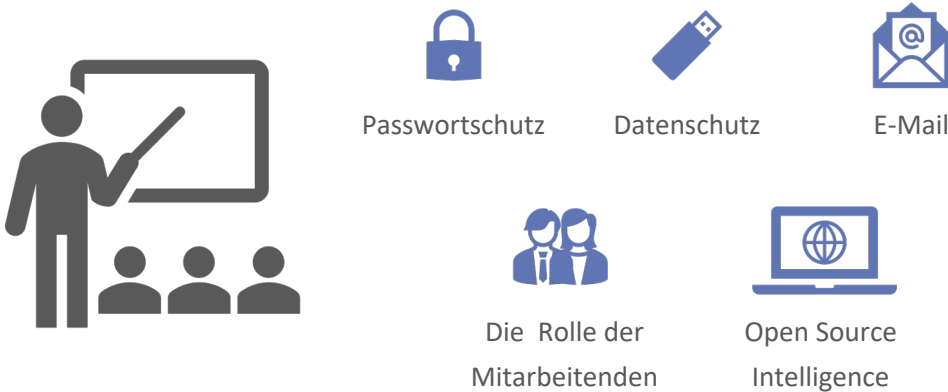 Passwortschutz
Datenschutz
E-Mail
Die Rolle der
Mitarbeitenden
Open Source
Intelligence